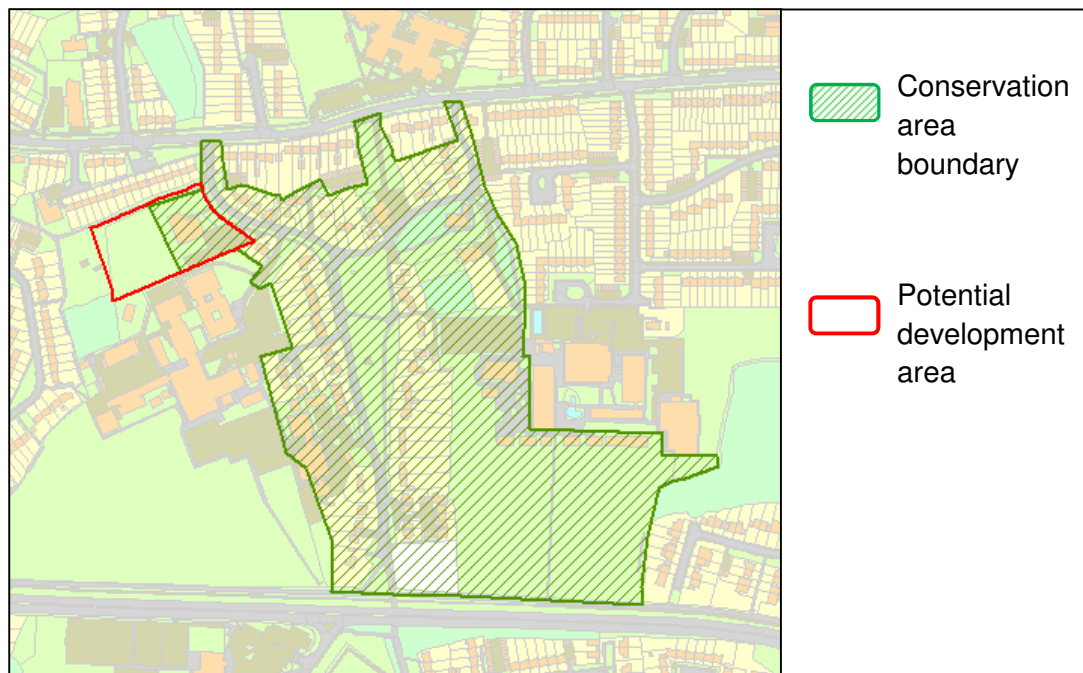 Conservation
area
boundary
Potential
development
area